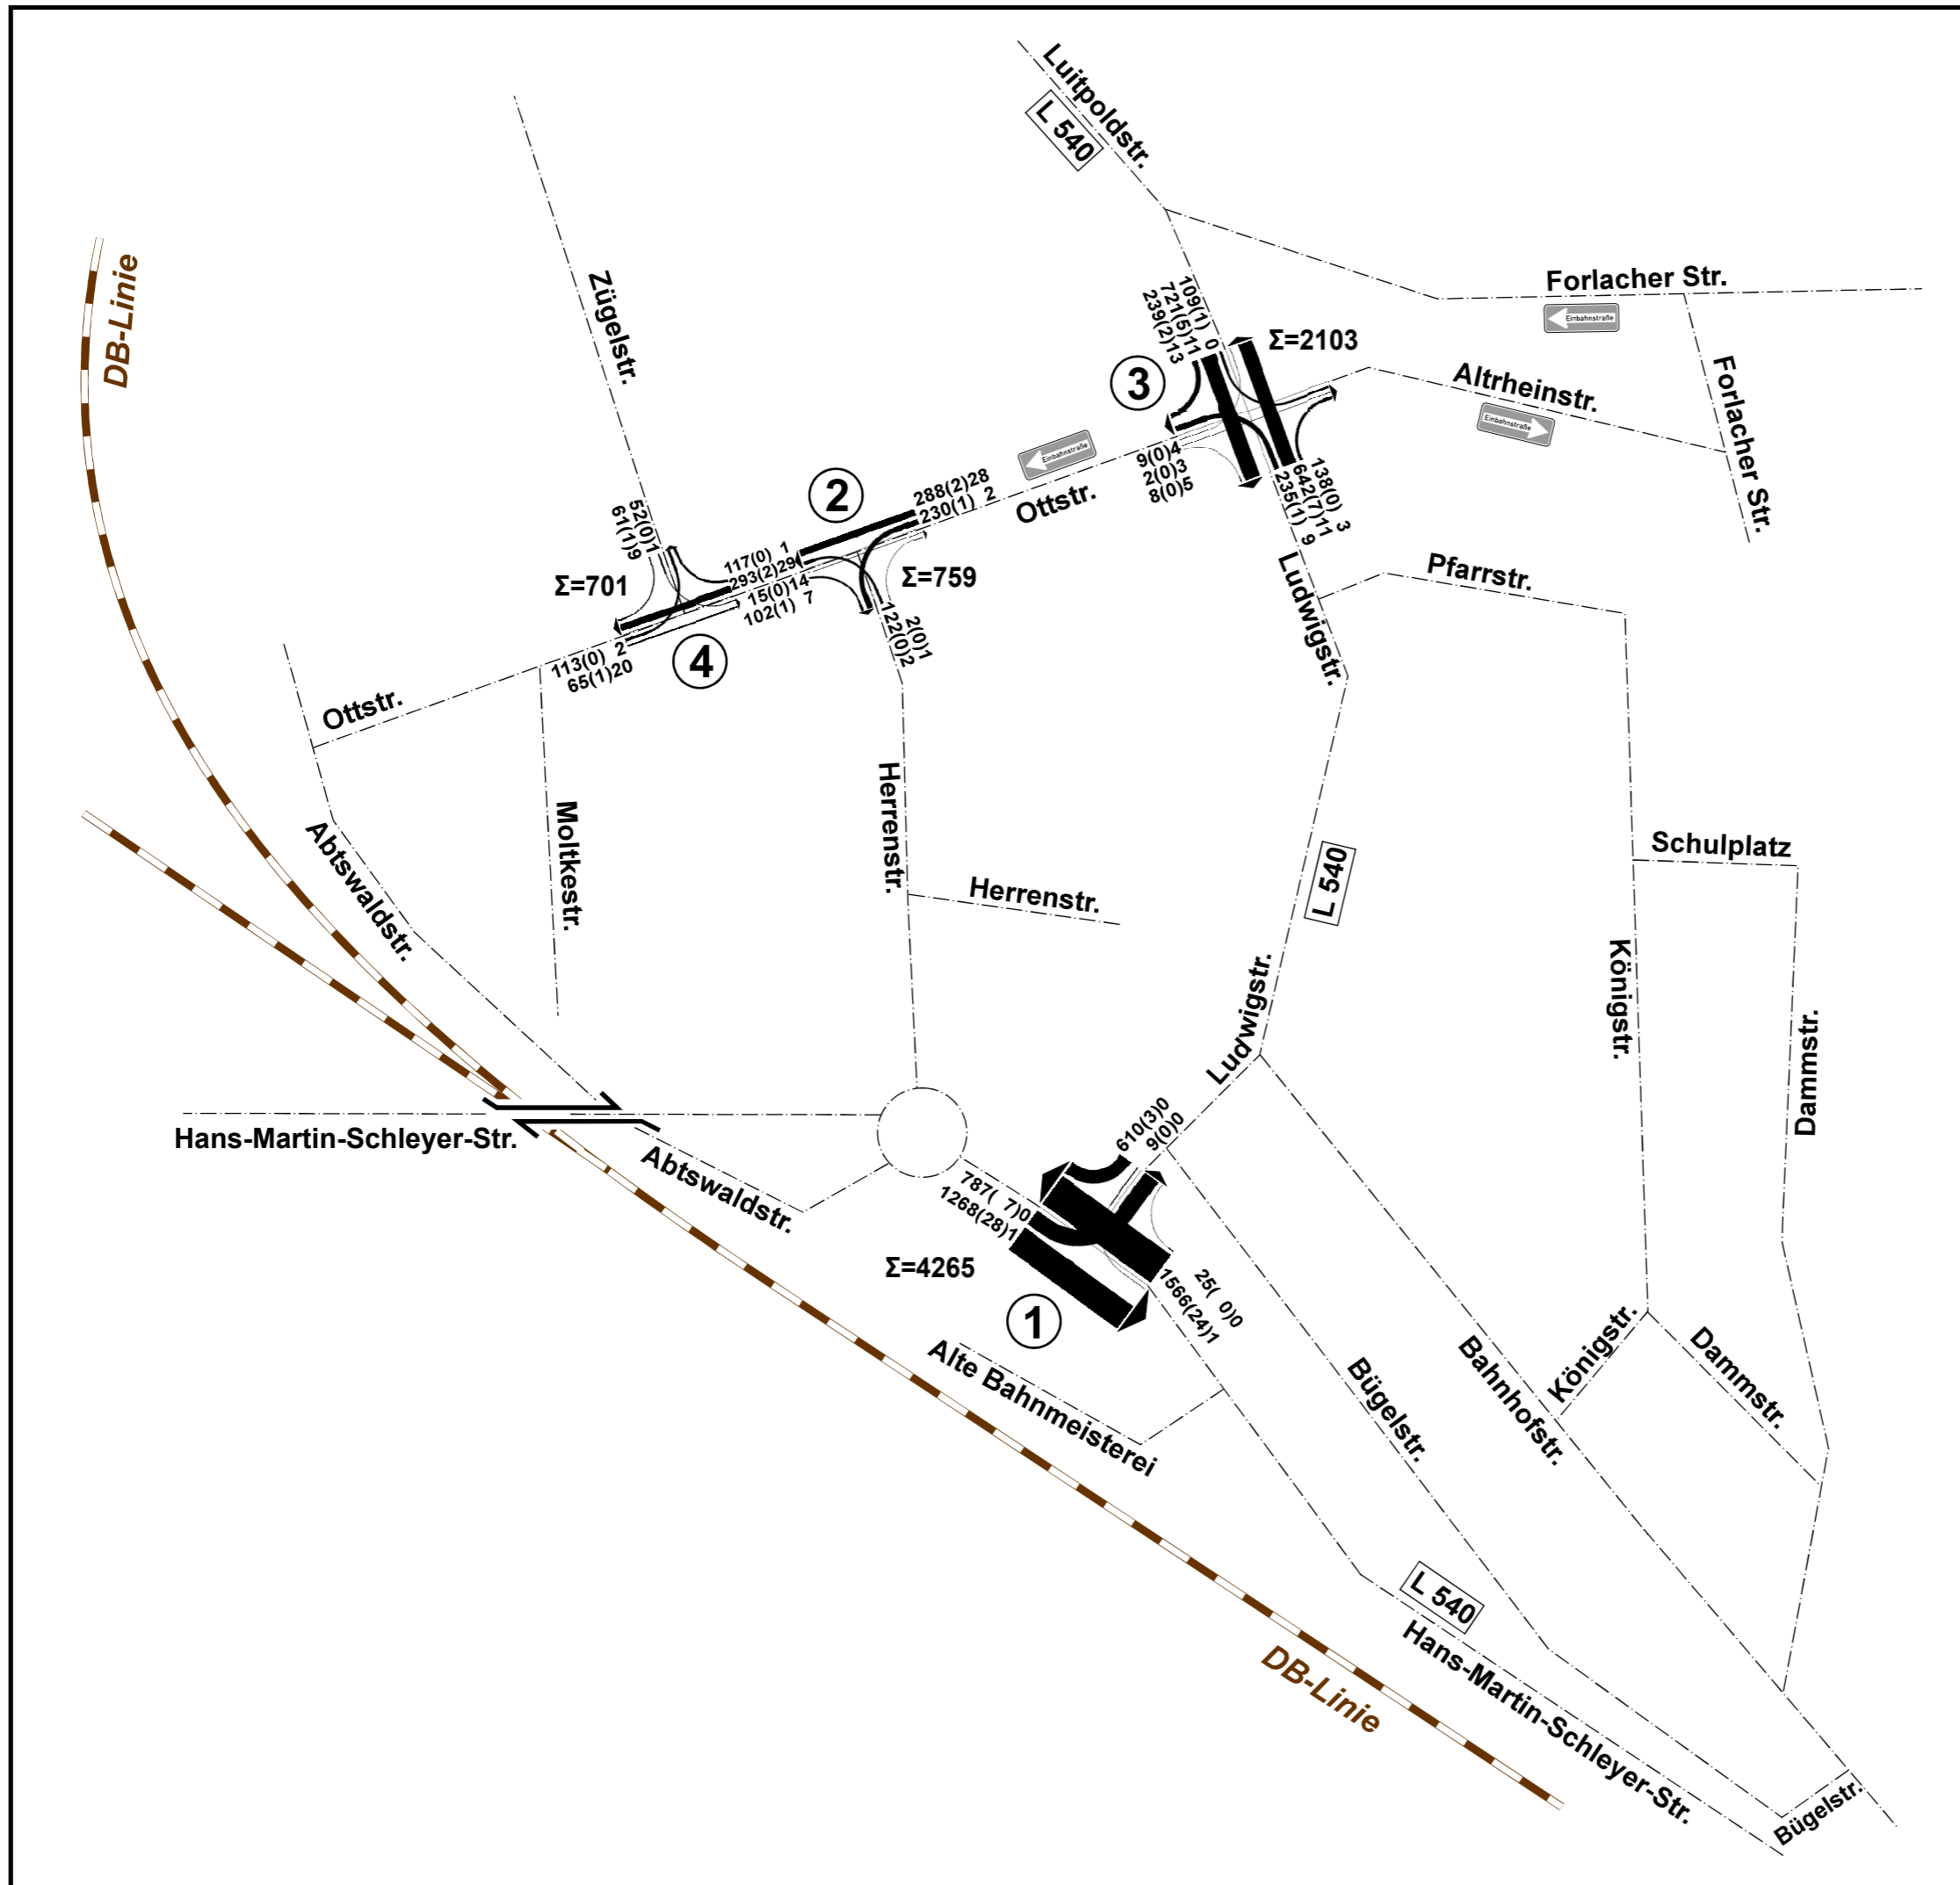 Luitpoldstr.
L 540
DB-Linie
Zügelstr.
Forlacher Str.
Einbahnstraße
109(1) 0
721(5)11
239(2)13
Σ=2103
3
Altrheinstr.
Einbahnstraße
Forlacher Str.
Einbahnstraße
9(0)4
2(0)3
8(0)5
138(0) 3
642(7)11
235(1) 9
2
288(2)28
230(1) 2
Ottstr.
52(0)1
61(1)9
117(0) 1
293(2)29
15(0)14
102(1) 7
Σ=701
Σ=759
Ludwigstr.
Pfarrstr.
2(0)1
122(0)2
113(0) 2
65(1)20
4
Ottstr.
Herrenstr.
Moltkestr.
Abtswaldstr.
Herrenstr.
L 540
Schulplatz
Königstr.
Dammstr.
Ludwigstr.
Hans-Martin-Schleyer-Str.
Abtswaldstr.
610(3)0
9(0)0
787( 7)0
1268(28)1
Σ=4265
25( 0)0
1566(24)1
1
Alte Bahnmeisterei
Bügelstr.
Bahnhofstr.
Königstr.
Dammstr.
L 540
Hans-Martin-Schleyer-Str.
DB-Linie
Bügelstr.